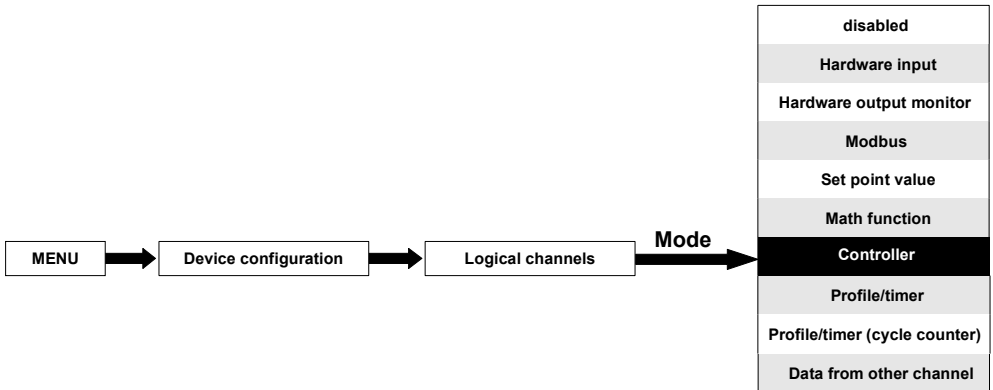 MENU
Device configuration
Logical channels
Mode
disabled
Hardware input
Hardware output monitor
Modbus
Set point value
Math function
Controller
Profile/timer
Profile/timer (cycle counter)
Data from other channel